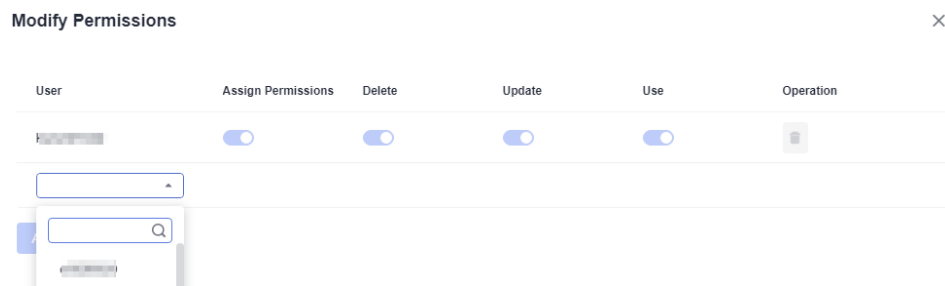 Modify Permissions
User Assign Permissions Delete Update Use Operation